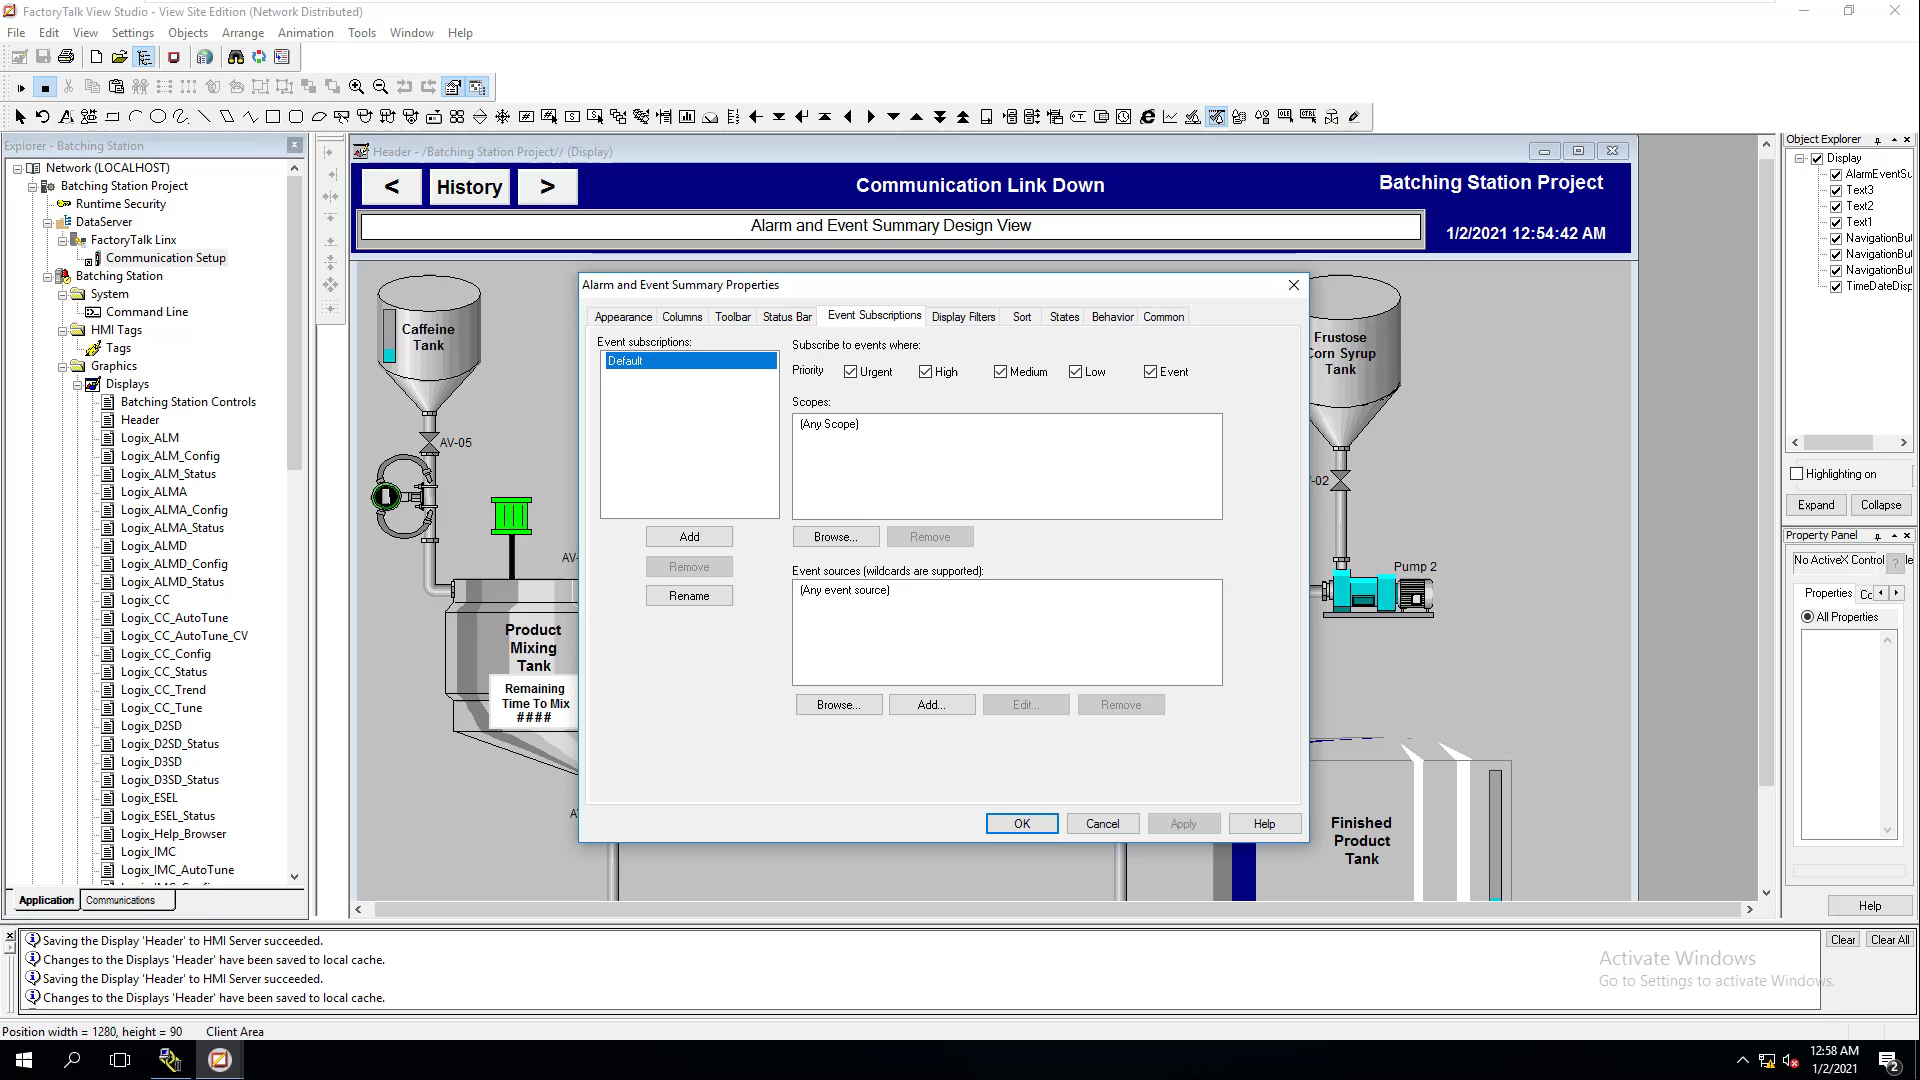 FactoryTalk View Studio - View Site Edition (Network Distributed)
File Edit View Settings Objects Arrange Animation Tools Window Help
Explorer - Batching Station
Network (LOCALHOST)
Batching Station Project
Runtime Security
DataServer
FactoryTalk Linx
Communication Setup
Batching Station
System
Command Line
HMI Tags
Tags
Graphics
Displays
Batching Station Controls
Header
Logix_ALM
Logix_ALM_Config
Logix_ALM_Status
Logix_ALMA
Logix_ALMA_Config
Logix_ALMA_Status
Logix_ALMD
Logix_ALMD_Config
Logix_ALMD_Status
Logix_CC
Logix_CC_AutoTune
Logix_CC_AutoTune_CV
Logix_CC_Config
Logix_CC_Status
Logix_CC_Trend
Logix_CC_Tune
Logix_D2SD
Logix_D2SD_Status
Logix_D3SD
Logix_D3SD_Status
Logix_ESEL
Logix_ESEL_Status
Logix_Help_Browser
Logix_IMC
Logix_IMC_AutoTune
Application Communications
Header - /Batching Station Project// (Display)
< History >
Communication Link Down
Batching Station Project
Alarm and Event Summary Design View
1/2/2021 12:54:42 AM
Caffeine
Tank
AV-05
AV-
Product
Mixing
Tank
Remaining
Time To Mix
####
A
Alarm and Event Summary Properties
Appearance Columns Toolbar Status Bar Event Subscriptions Display Filters Sort States Behavior Common
Event subscriptions:
Default
Add
Remove
Rename
Subscribe to events where:
Priority Urgent High Medium Low Event
Scopes:
(Any Scope)
Browse... Remove
Event sources (wildcards are supported):
(Any event source)
Browse... Add... Edit... Remove
OK Cancel Apply Help
Frustose
Corn Syrup
Tank
-02
Pump 2
Finished
Product
Tank
Object Explorer
Display
AlarmEventSu
Text3
Text2
Text1
NavigationBut
NavigationBut
NavigationBut
TimeDateDisp
Highlighting on
Expand Collapse
Property Panel
No ActiveX Control
?
Properties Co
All Properties
Help
Saving the Display 'Header' to HMI Server succeeded.
Changes to the Displays 'Header' have been saved to local cache.
Saving the Display 'Header' to HMI Server succeeded.
Changes to the Displays 'Header' have been saved to local cache.
Clear Clear All
Activate Windows
Go to Settings to activate Windows.
Position width = 1280, height = 90 Client Area
12:58 AM
1/2/2021
2